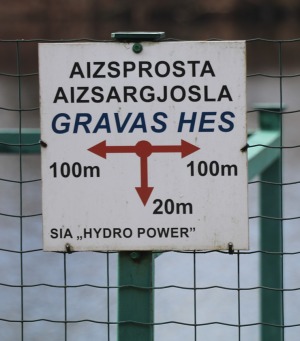 AIZSPROSTA
AIZSARGJOSLA
GRAVAS HES
100m 100m
20m
SIA „HYDRO POWER”